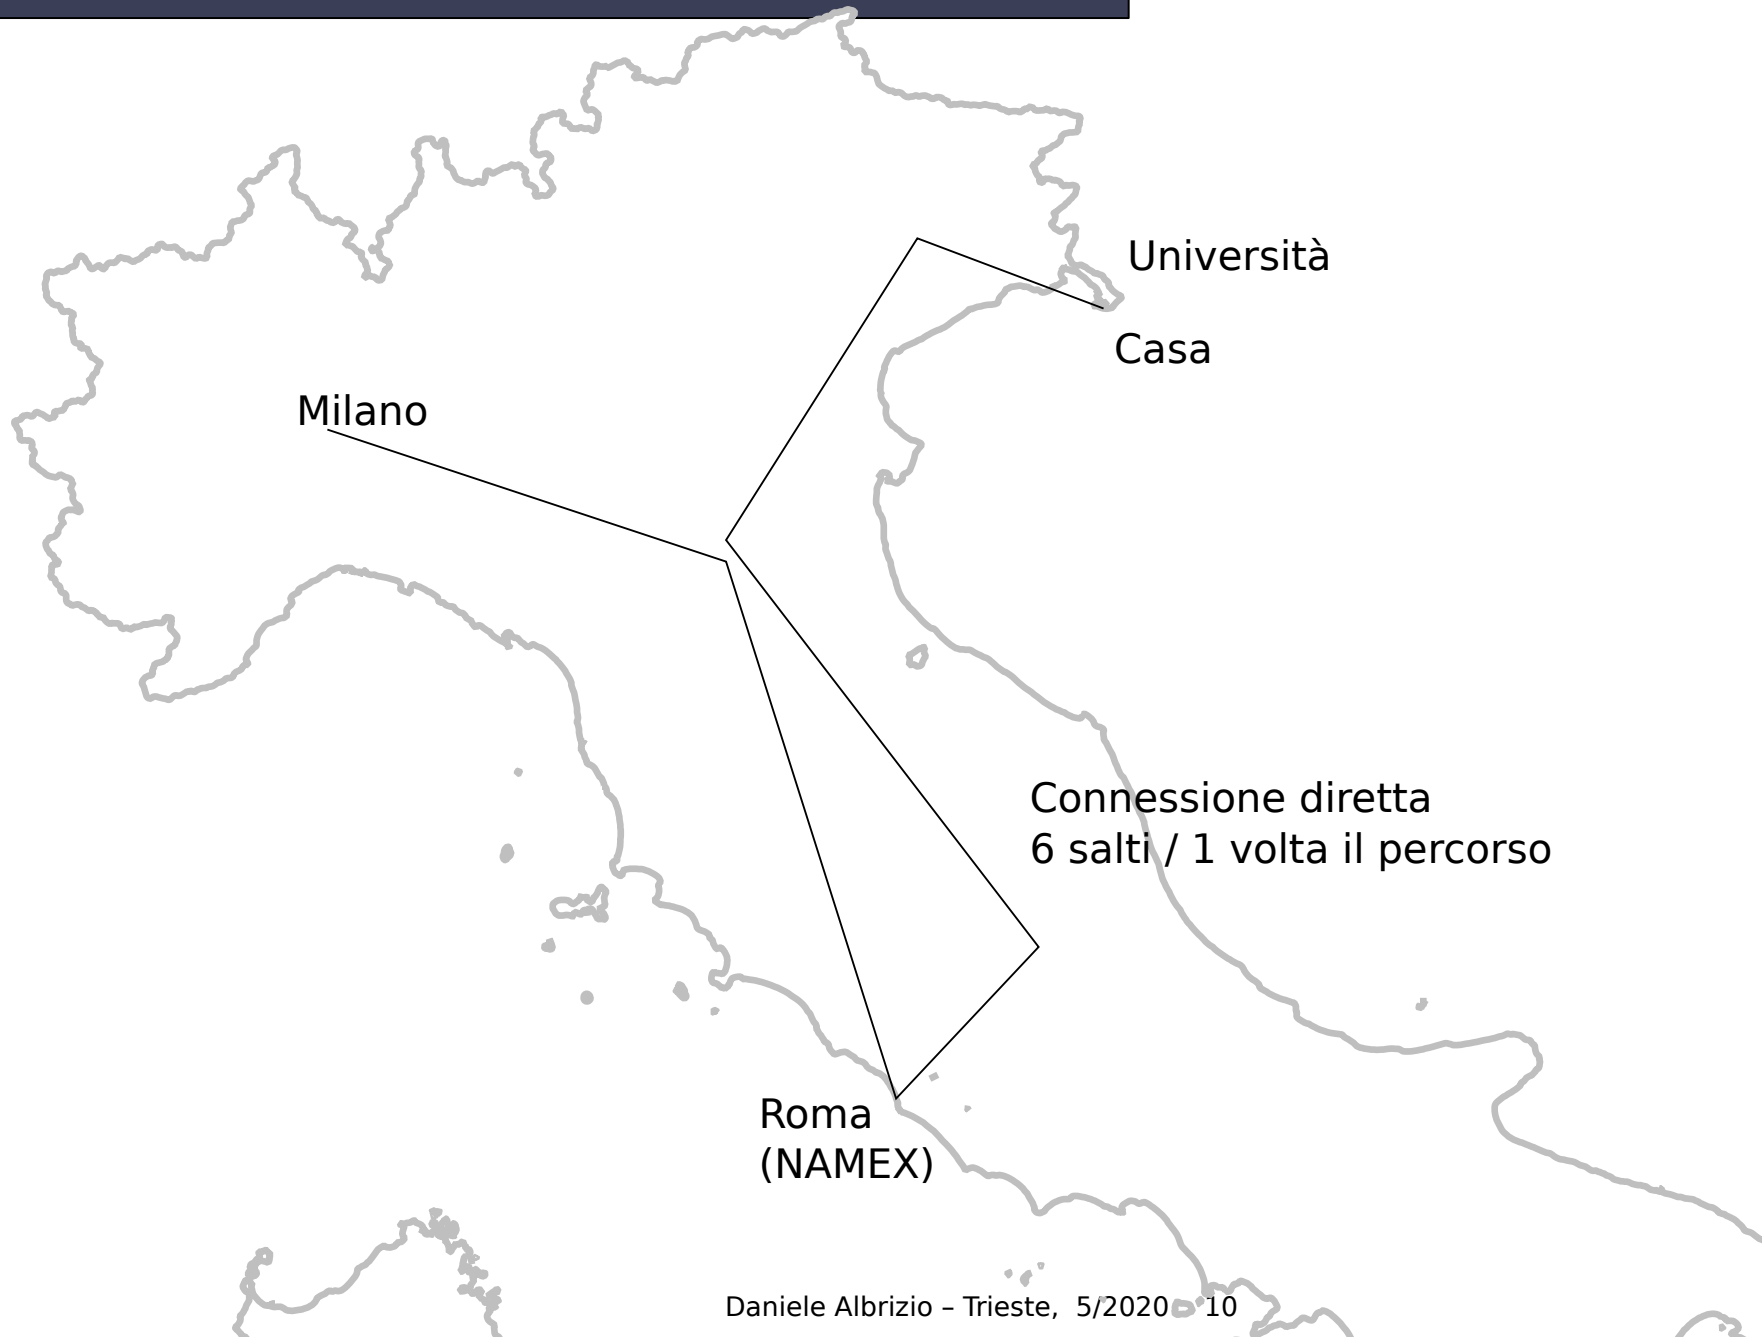 Università
Casa
Milano
Connessione diretta
6 salti / 1 volta il percorso
Roma
(NAMEX)
Daniele Albrizio – Trieste, 5/2020 10